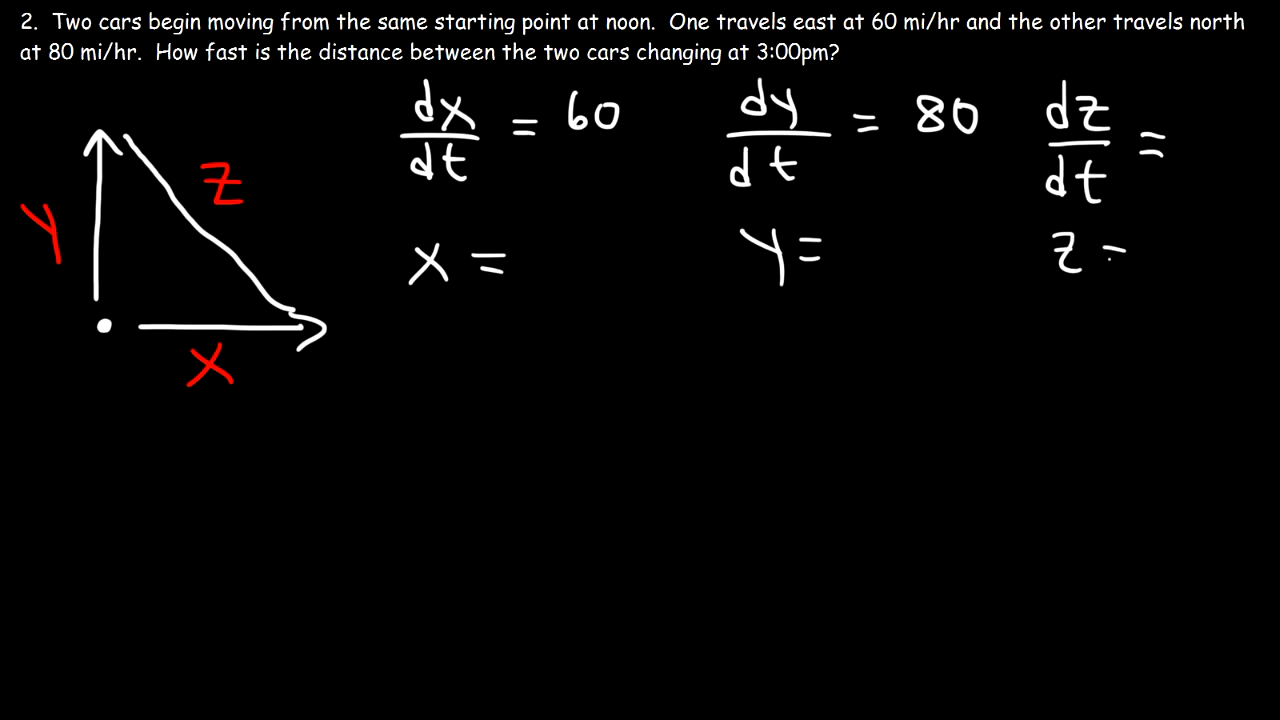 2. Two cars begin moving from the same starting point at noon. One travels east at 60 mi/hr and the other travels north
at 80 mi/hr. How fast is the distance between the two cars changing at 3:00pm?
dx/dt = 60 dy/dt = 80 dz/dt =
x = y = z =
z
y
x